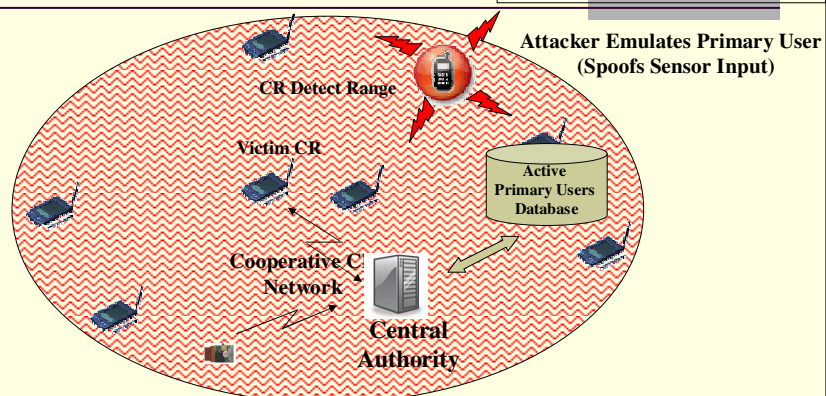 Attacker Emulates Primary User
(Spoofs Sensor Input)
CR Detect Range
Victim CR
Active
Primary Users
Database
Cooperative
Network
Central
Authority